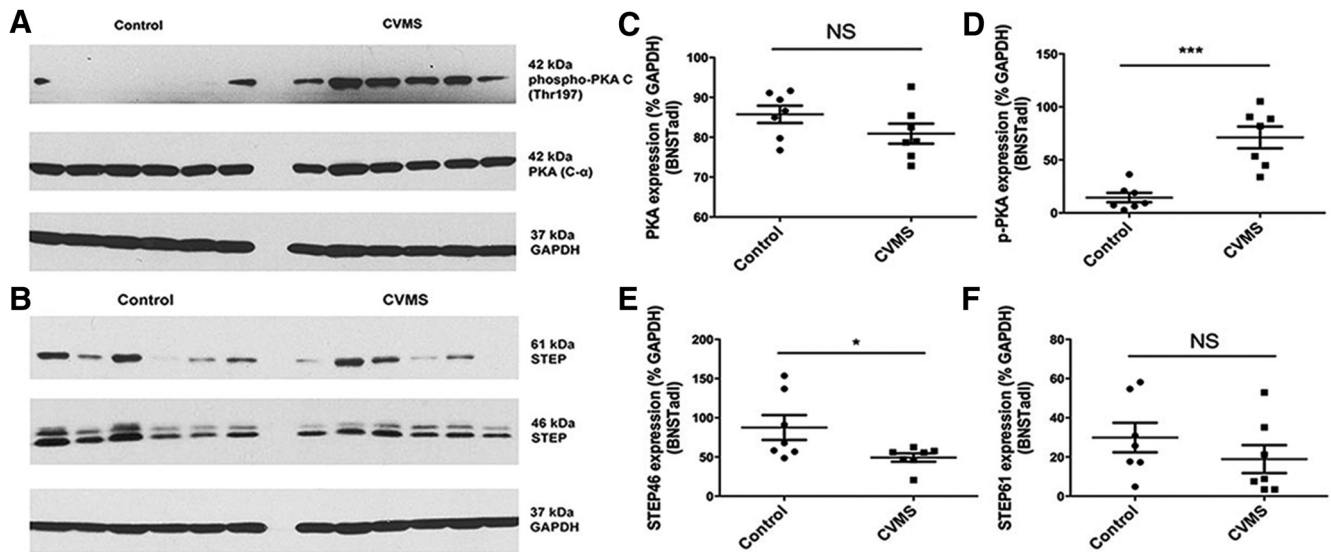 A
Control
CVMS
42 kDa
phospho-PKA C
(Thr197)
42 kDa
PKA (C-α)
37 kDa
GAPDH
B
Control
CVMS
61 kDa
STEP
46 kDa
STEP
37 kDa
GAPDH
C
NS
PKA expression (% GAPDH)
(BNSTadl)
100
90
80
70
60
Control
CVMS
D
***
p-PKA expression (% GAPDH)
(BNSTadl)
150
100
50
0
Control
CVMS
E
*
STEP46 expression (% GAPDH)
(BNSTadl)
200
150
100
50
0
Control
CVMS
F
NS
STEP61 expression (% GAPDH)
(BNSTadl)
80
60
40
20
0
Control
CVMS